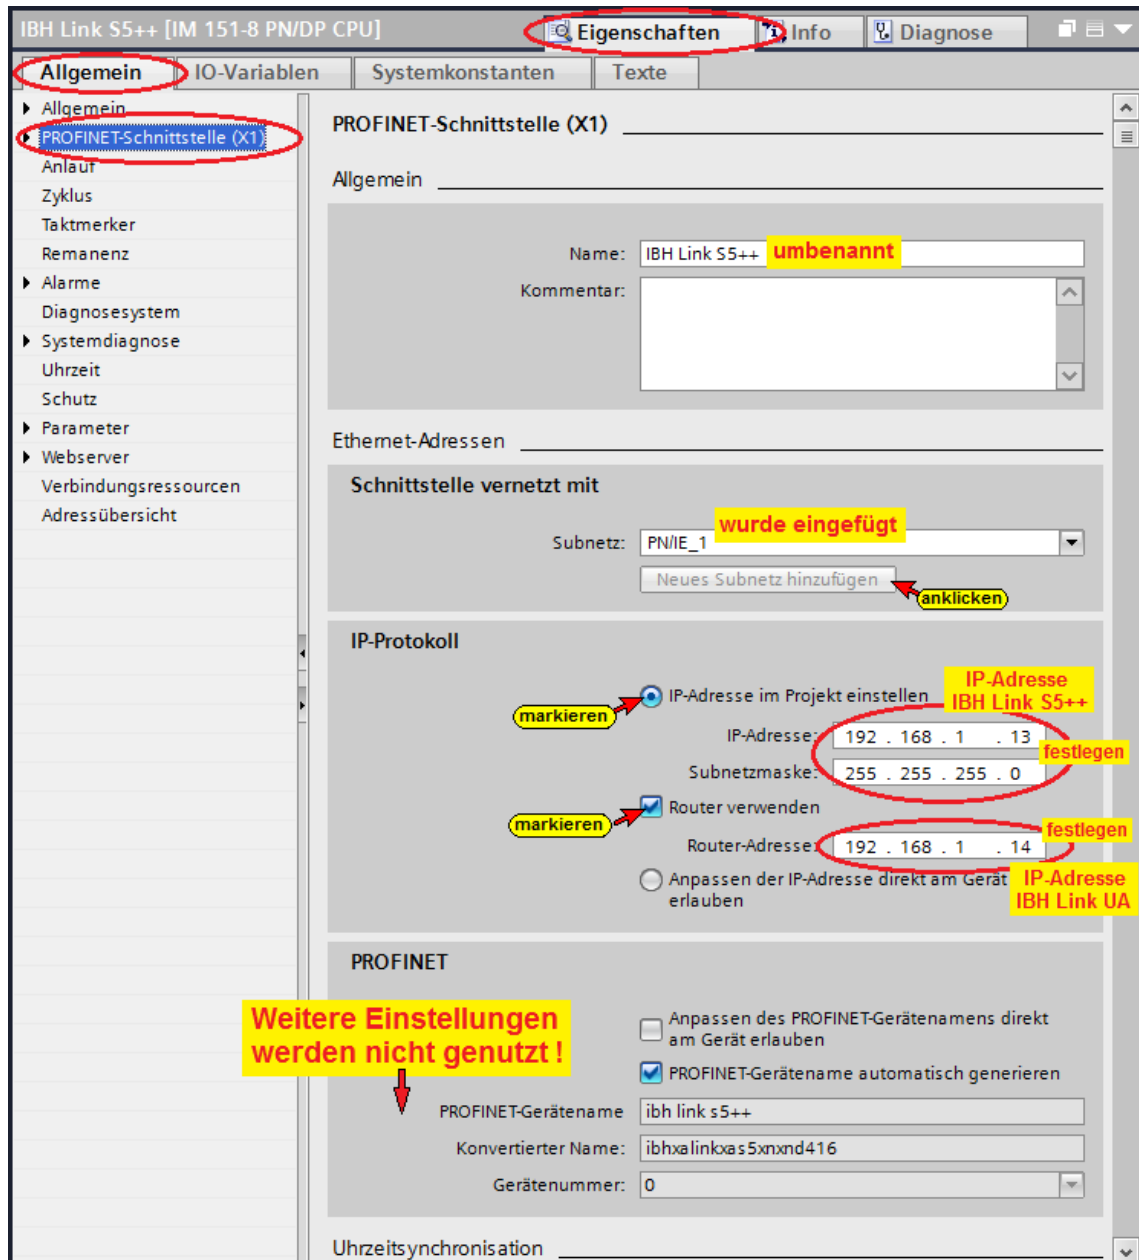 IBH Link S5++ [IM 151-8 PN/DP CPU]
Eigenschaften
Info
Diagnose
Allgemein
IO-Variablen
Systemkonstanten
Texte
Allgemein
PROFINET-Schnittstelle (X1)
Anlauf
Zyklus
Taktmerker
Remanenz
Alarme
Diagnosesystem
Systemdiagnose
Uhrzeit
Schutz
Parameter
Webserver
Verbindungsressourcen
Adressübersicht
PROFINET-Schnittstelle (X1)
Allgemein
Name: IBH Link S5++ umbenannt
Kommentar:
Ethernet-Adressen
Schnittstelle vernetzt mit
wurde eingefügt
Subnetz: PN/IE_1
Neues Subnetz hinzufügen
anklicken
IP-Protokoll
IP-Adresse
IBH Link S5++
markieren IP-Adresse im Projekt einstellen
IP-Adresse: 192 . 168 . 1 . 13
festlegen
Subnetzmaske: 255 . 255 . 255 . 0
markieren Router verwenden
festlegen
Router-Adresse: 192 . 168 . 1 . 14
Anpassen der IP-Adresse direkt am Gerät
erlauben
IP-Adresse
IBH Link UA
PROFINET
Weitere Einstellungen
werden nicht genutzt !
Anpassen des PROFINET-Gerätenamens direkt
am Gerät erlauben
PROFINET-Gerätename automatisch generieren
PROFINET-Gerätename ibh link s5++
Konvertierter Name: ibhxalinkxas5xnxnd416
Gerätenummer: 0
Uhrzeitsynchronisation